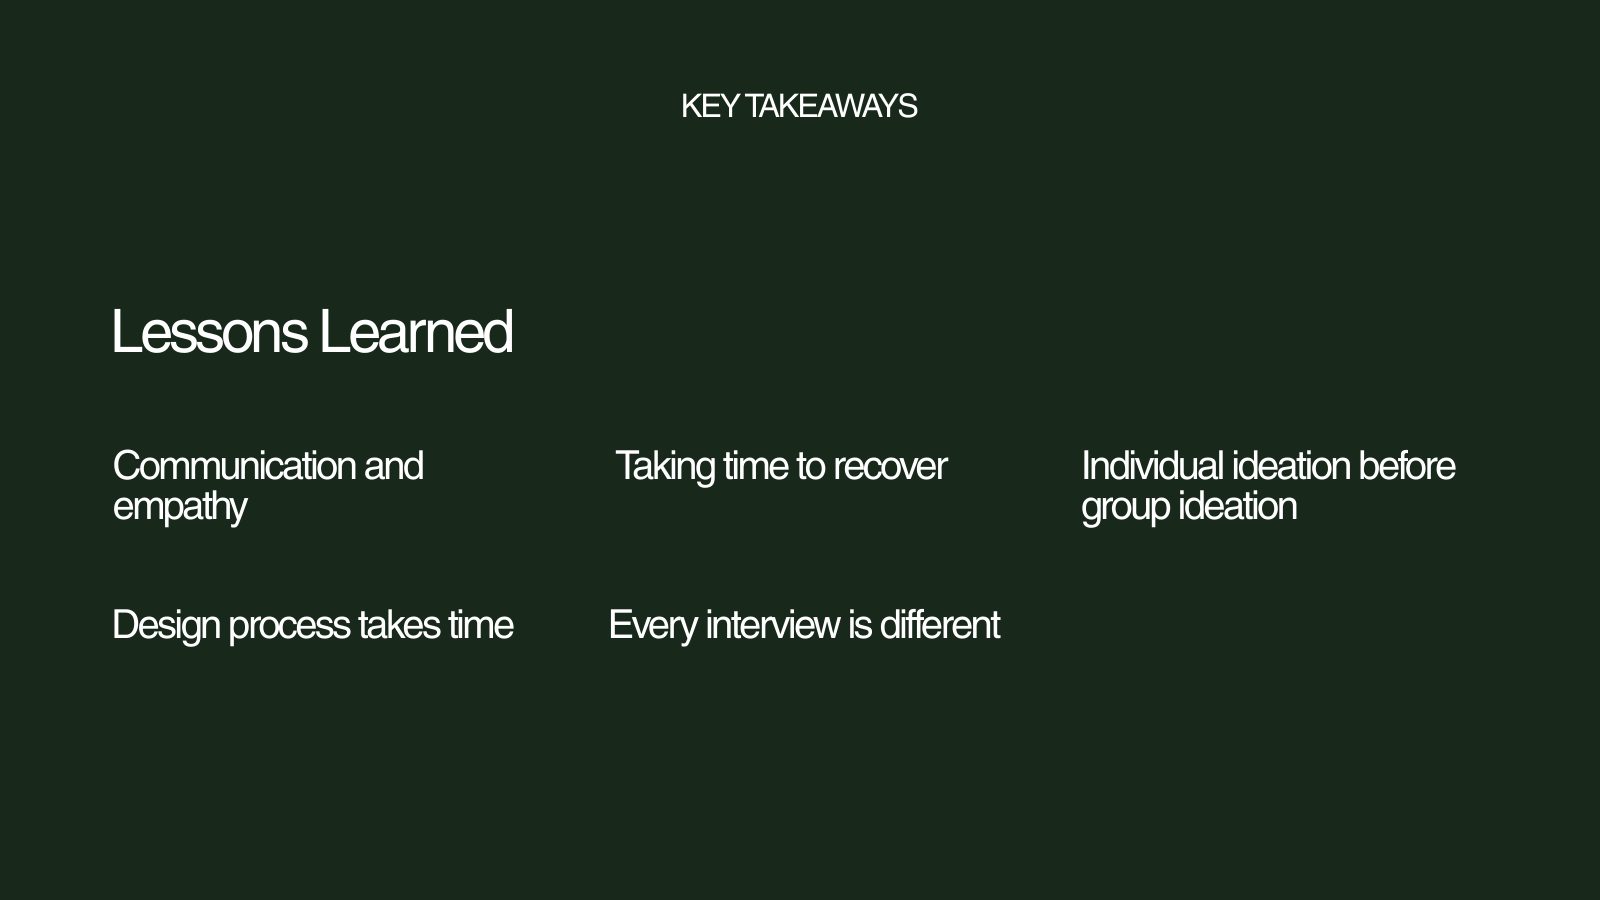 KEY TAKEAWAYS
Lessons Learned
Communication and
empathy
Taking time to recover
Individual ideation before
group ideation
Design process takes time
Every interview is different